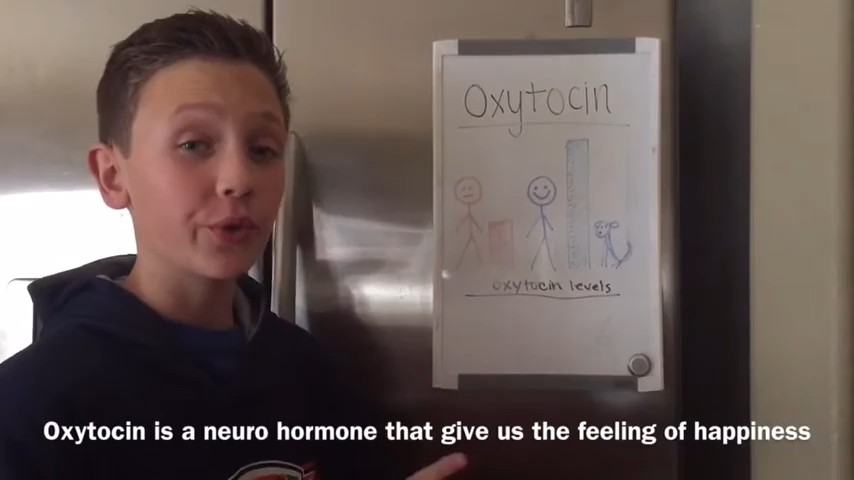 Oxytocin
oxytocin levels
Oxytocin is a neuro hormone that give us the feeling of happiness